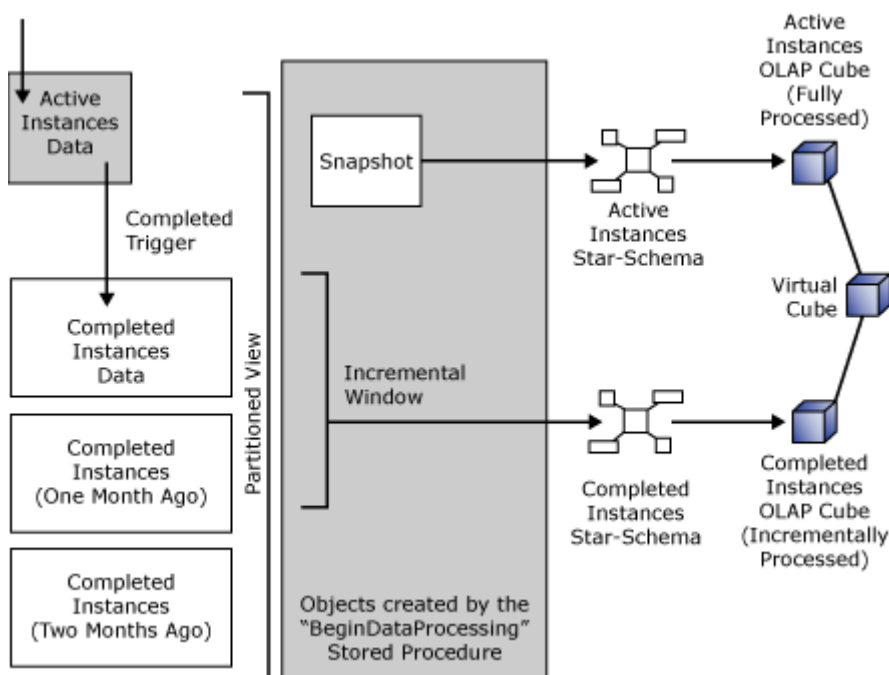 Active
Instances
Data
Completed
Trigger
Completed
Instances
Data
Completed
Instances
(One Month Ago)
Completed
Instances
(Two Months Ago)
Partitioned View
Snapshot
Incremental
Window
Objects created by the
“BeginDataProcessing”
Stored Procedure
Active
Instances
Star-Schema
Completed
Instances
Star-Schema
Active
Instances
OLAP Cube
(Fully
Processed)
Virtual
Cube
Completed
Instances
OLAP Cube
(Incrementally
Processed)